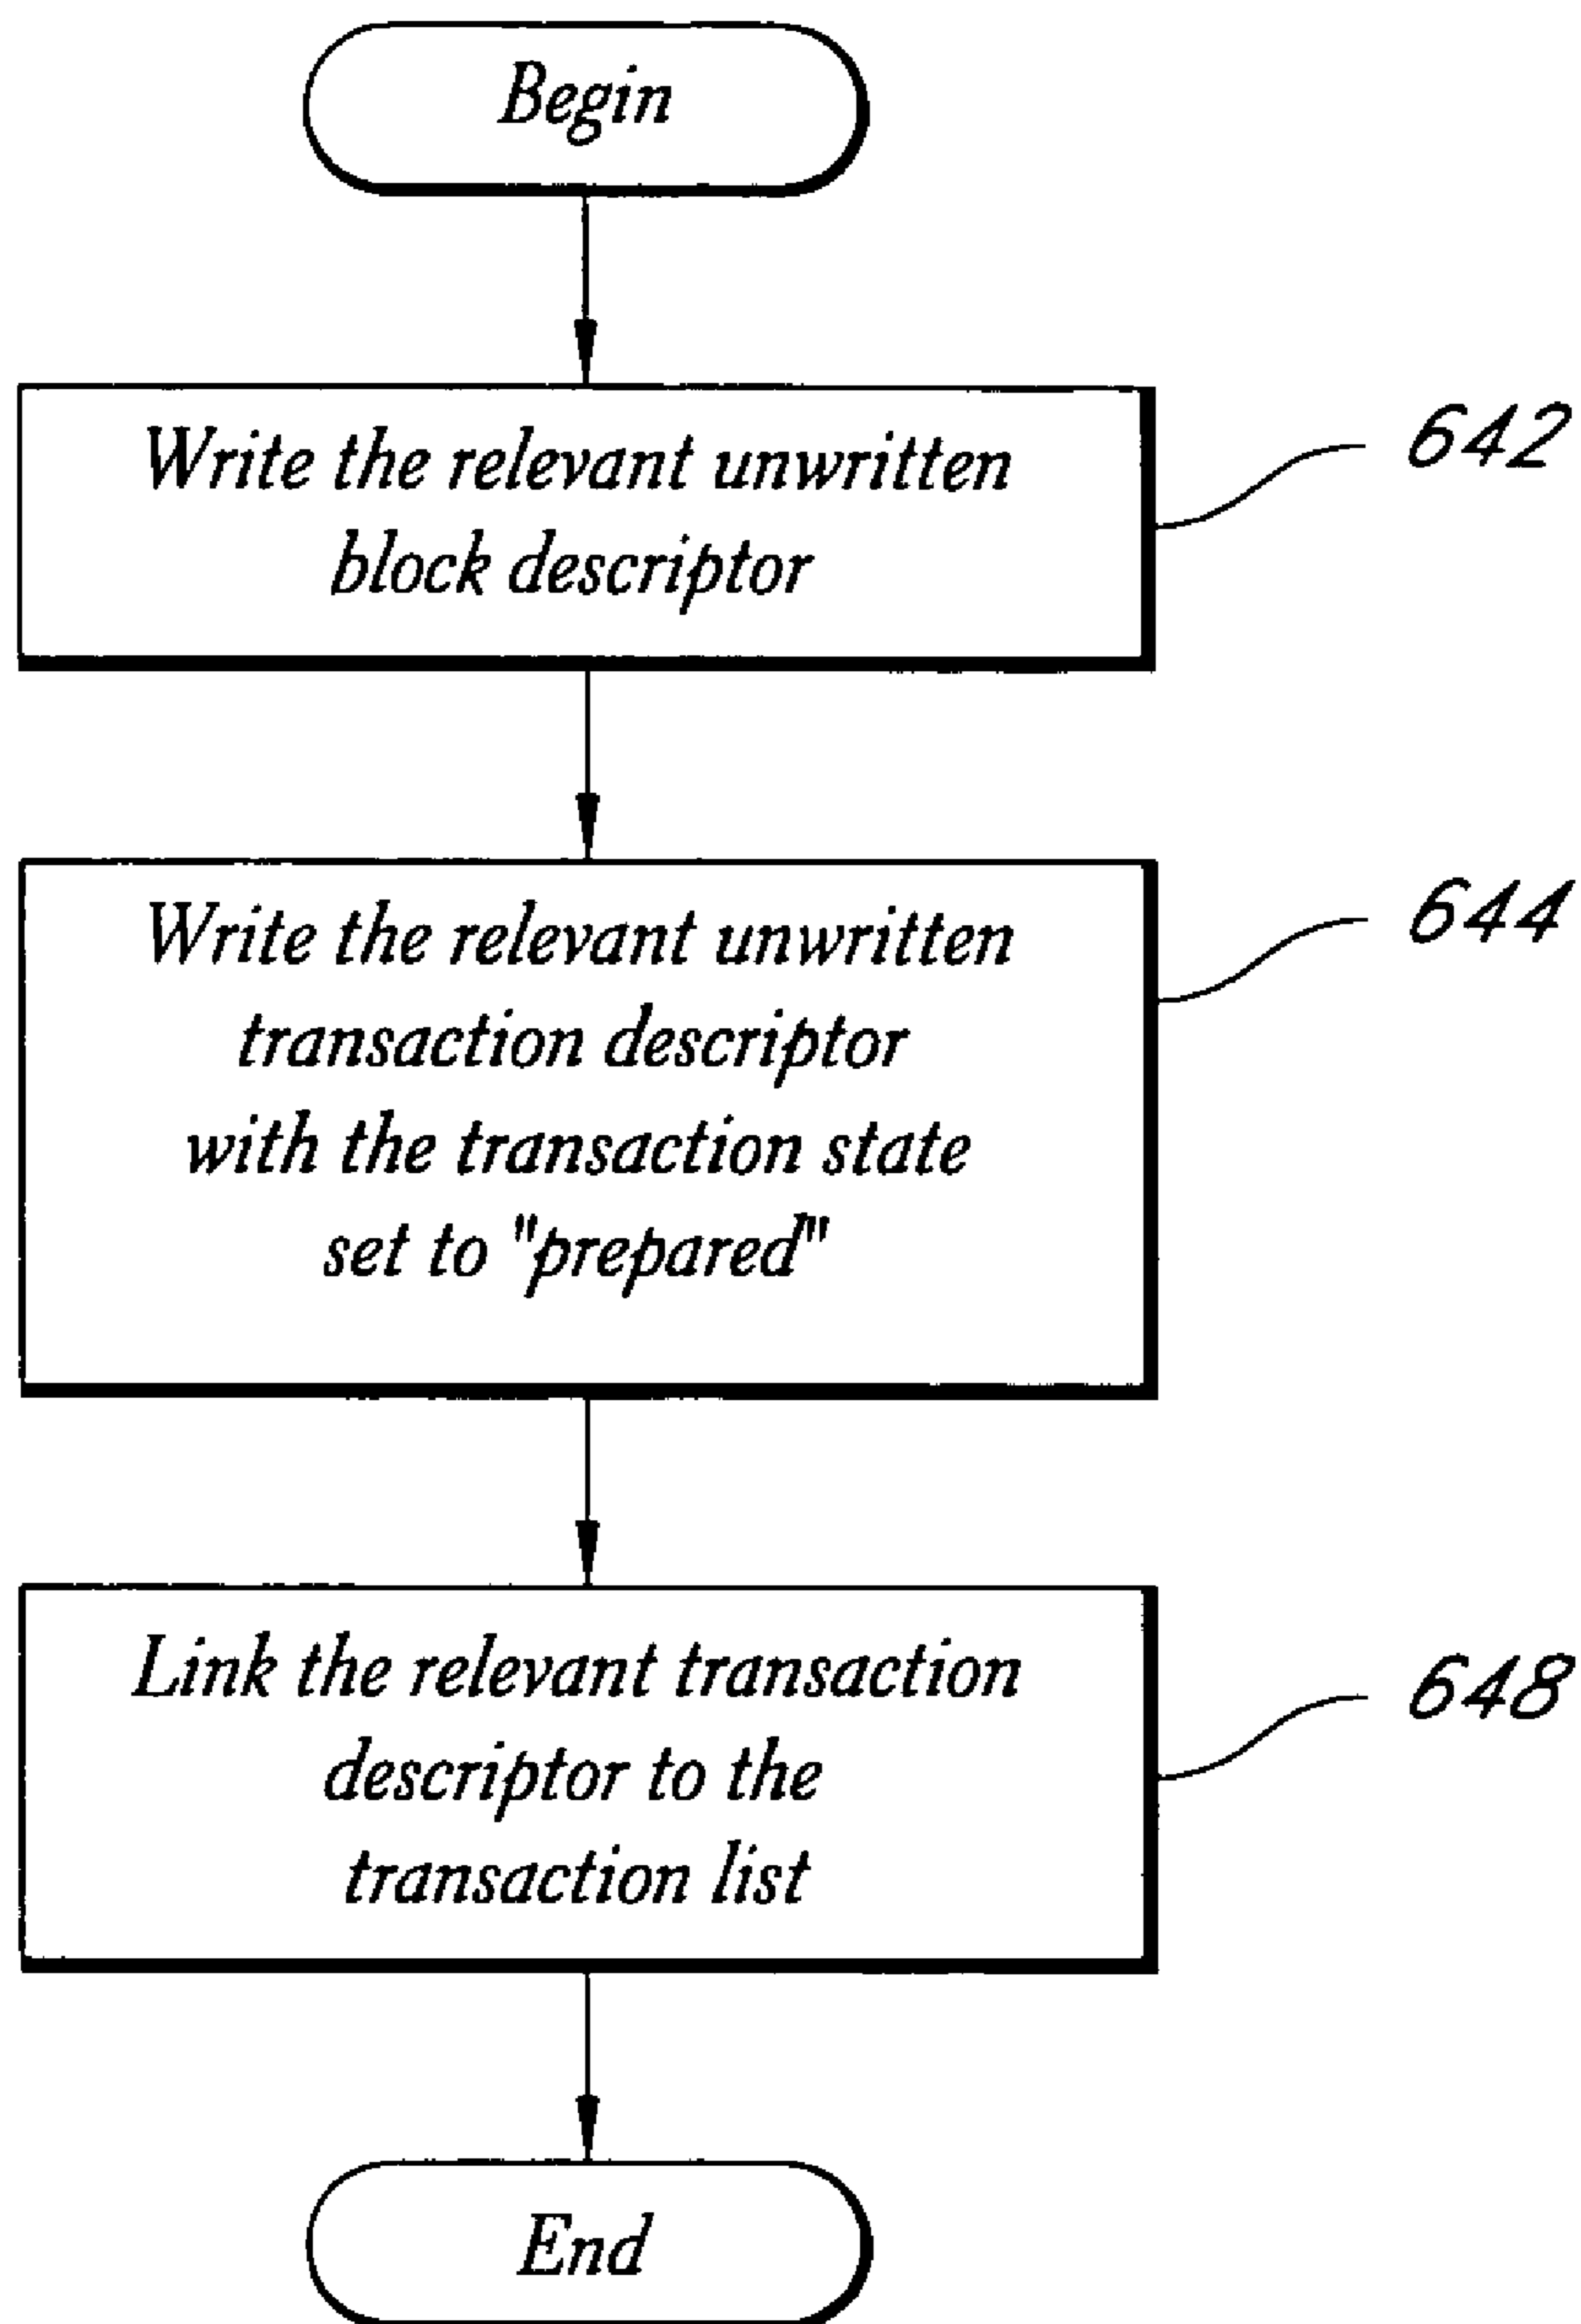 Begin
Write the relevant unwritten
block descriptor
642
Write the relevant unwritten
transaction descriptor
with the transaction state
set to "prepared"
644
Link the relevant transaction
descriptor to the
transaction list
648
End